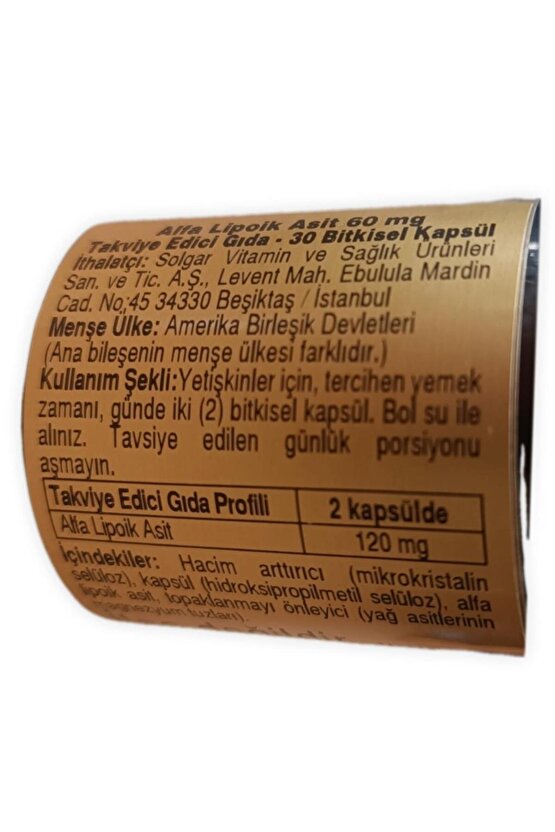 Alfa Lipoik Asit 60 mg
Takviye Edici Gıda - 30 Bitkisel Kapsül
İthalatçı: Solgar Vitamin ve Sağlık Ürünleri
San. ve Tic. A.Ş., Levent Mah. Ebulula Mardin
Cad. No;45 34330 Beşiktaş / İstanbul
Menşe Ülke: Amerika Birleşik Devletleri
(Ana bileşenin menşe ülkesi farklıdır.)
Kullanım Şekli:Yetişkinler için, tercihen yemek
zamanı, günde iki (2) bitkisel kapsül. Bol su ile
alınız. Tavsiye edilen günlük porsiyonu
aşmayın.
Takviye Edici Gıda Profili 2 kapsülde
Alfa Lipoik Asit 120 mg
İçindekiler: Hacim arttırıcı (mikrokristalin
selüloz), kapsül (hidroksipropilmetil selüloz), alfa
lipoik asit, topaklanmayı önleyici (yağ asitlerinin
magnezyum tuzları).